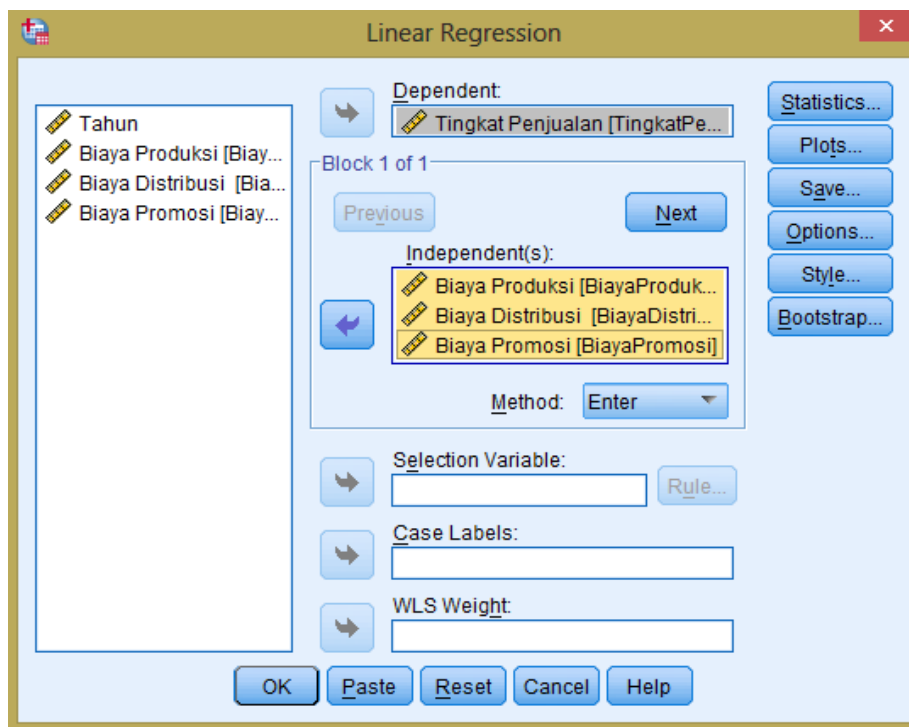 Linear Regression
Tahun
Biaya Produksi [Biay...
Biaya Distribusi [Bia...
Biaya Promosi [Biay...
Dependent:
Tingkat Penjualan [TingkatPe...
Block 1 of 1
Previous
Next
Independent(s):
Biaya Produksi [BiayaProduk...
Biaya Distribusi [BiayaDistri...
Biaya Promosi [BiayaPromosi]
Method:
Enter
Selection Variable:
Rule...
Case Labels:
WLS Weight:
Statistics...
Plots...
Save...
Options...
Style...
Bootstrap...
OK
Paste
Reset
Cancel
Help